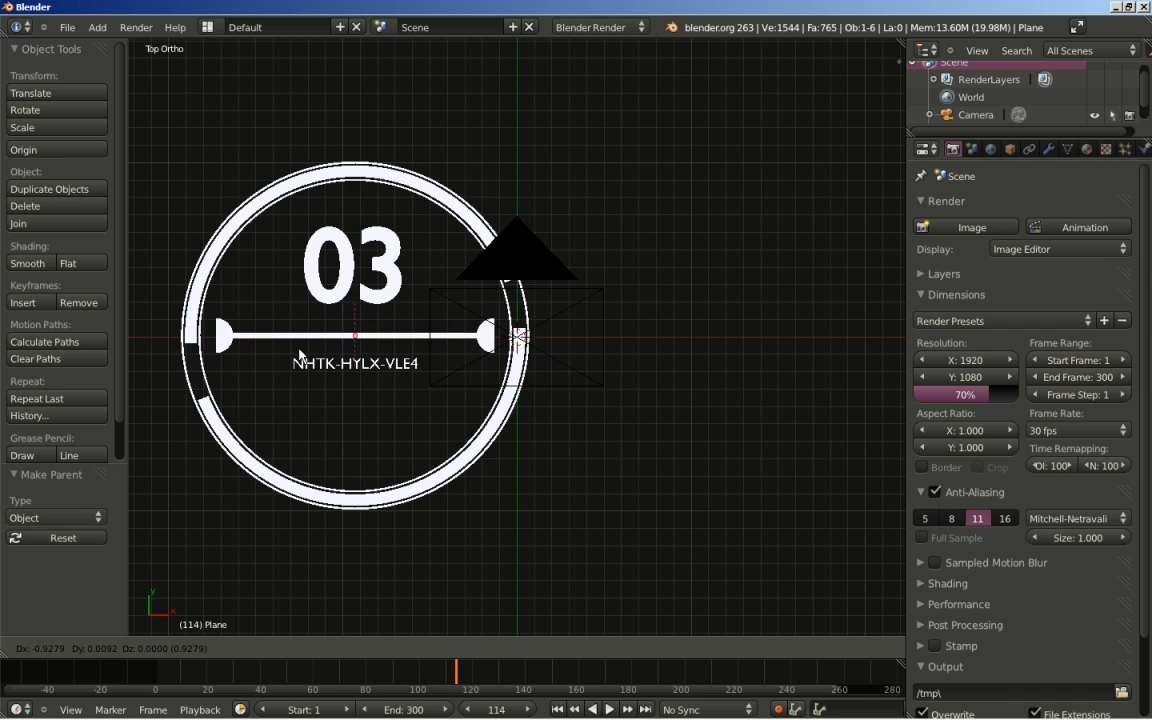 Blender
File Add Render Help Default Scene Blender Render blender.org 263 | Ve:1544 | Fa:765 | Ob:1-6 | La:0 | Mem:13.60M (19.98M) | Plane
Object Tools
Transform:
Translate
Rotate
Scale
Origin
Object:
Duplicate Objects
Delete
Join
Shading:
Smooth Flat
Keyframes:
Insert Remove
Motion Paths:
Calculate Paths
Clear Paths
Repeat:
Repeat Last
History...
Grease Pencil:
Draw Line
Make Parent
Type
Object
Reset
Top Ortho
03
NHTK-HYLX-VLE4
y
x
(114) Plane
View Search All Scenes
Scene
RenderLayers
World
Camera
Scene
Render
Image Animation
Display: Image Editor
Layers
Dimensions
Render Presets
Resolution: Frame Range:
X: 1920 Start Frame: 1
Y: 1080 End Frame: 300
70% Frame Step: 1
Aspect Ratio: Frame Rate:
X: 1.000 30 fps
Y: 1.000 Time Remapping:
Border Crop OI: 100 N: 100
Anti-Aliasing
5 8 11 16 Mitchell-Netravali
Full Sample Size: 1.000
Sampled Motion Blur
Shading
Performance
Post Processing
Stamp
Output
/tmp\
Overwrite File Extensions
Dx: -0.9279 Dy: 0.0092 Dz: 0.0000 (0.9279)
-40 -20 0 20 40 60 80 100 120 140 160 180 200 220 240 260 280
View Marker Frame Playback Start: 1 End: 300 114 No Sync